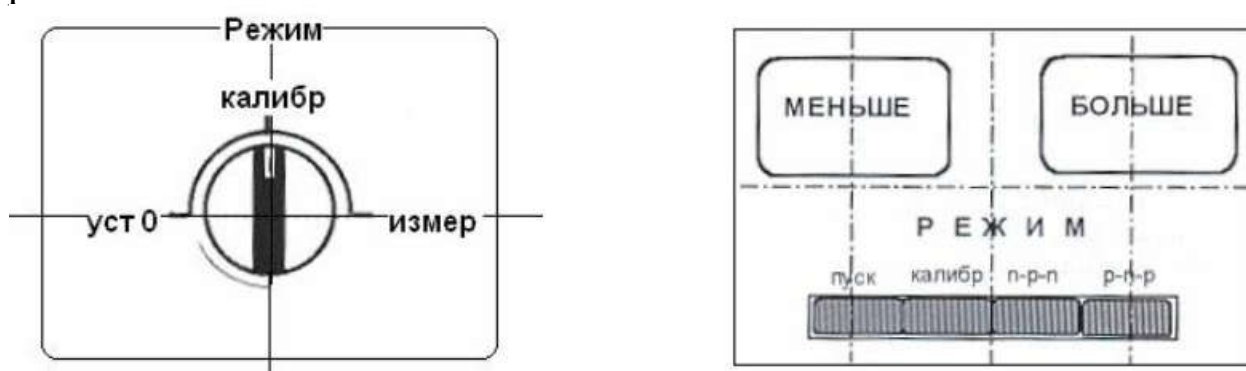 Режим
калибр
уст 0
измер
МЕНЬШЕ
БОЛЬШЕ
РЕЖИМ
пуск калибр n-p-n p-n-p